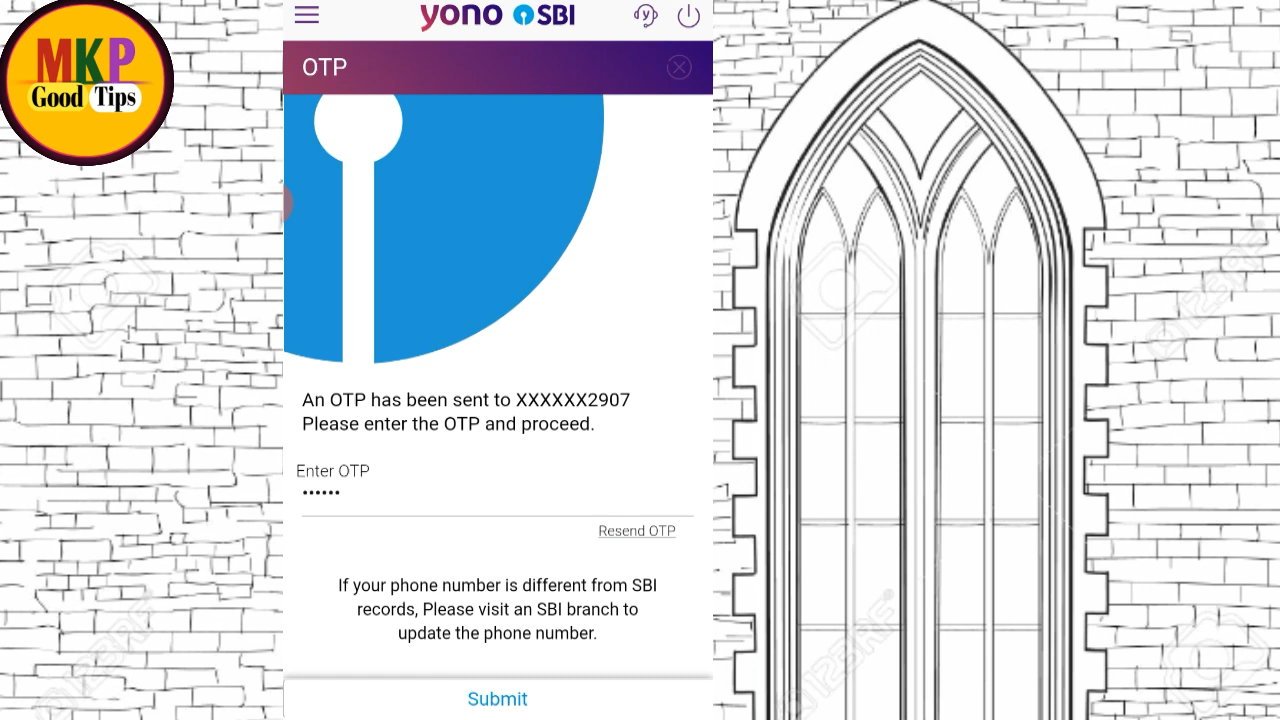 MKP
Good Tips
yono SBI
OTP
An OTP has been sent to XXXXXX2907
Please enter the OTP and proceed.
Enter OTP
••••••
Resend OTP
If your phone number is different from SBI
records, Please visit an SBI branch to
update the phone number.
Submit
123RF